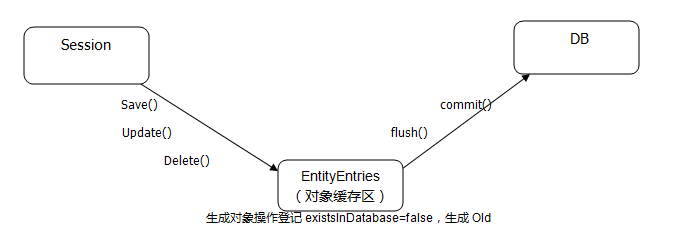 Session
DB
Save()
commit()
Update()
flush()
Delete()
EntityEntries
（对象缓存区）
生成对象操作登记 existsInDatabase=false，生成 Old